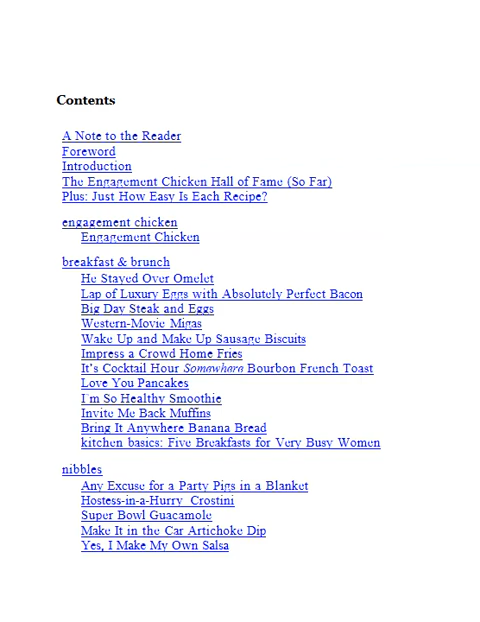 Contents
A Note to the Reader
Foreword
Introduction
The Engagement Chicken Hall of Fame (So Far)
Plus: Just How Easy Is Each Recipe?
engagement chicken
Engagement Chicken
breakfast & brunch
He Stayed Over Omelet
Lap of Luxury Eggs with Absolutely Perfect Bacon
Big Day Steak and Eggs
Western-Movie Migas
Wake Up and Make Up Sausage Biscuits
Impress a Crowd Home Fries
It's Cocktail Hour Somewhere Bourbon French Toast
Love You Pancakes
I'm So Healthy Smoothie
Invite Me Back Muffins
Bring It Anywhere Banana Bread
kitchen basics: Five Breakfasts for Very Busy Women
nibbles
Any Excuse for a Party Pigs in a Blanket
Hostess-in-a-Hurry Crostini
Super Bowl Guacamole
Make It in the Car Artichoke Dip
Yes, I Make My Own Salsa